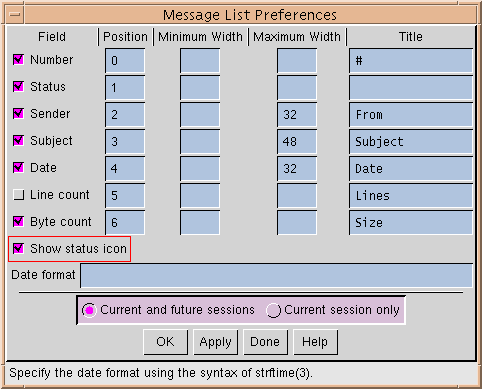 Message List Preferences
Field Position Minimum Width Maximum Width Title
Number 0 #
Status 1
Sender 2 32 From
Subject 3 48 Subject
Date 4 32 Date
Line count 5 Lines
Byte count 6 Size
Show status icon
Date format
Current and future sessions Current session only
OK Apply Done Help
Specify the date format using the syntax of strftime(3).